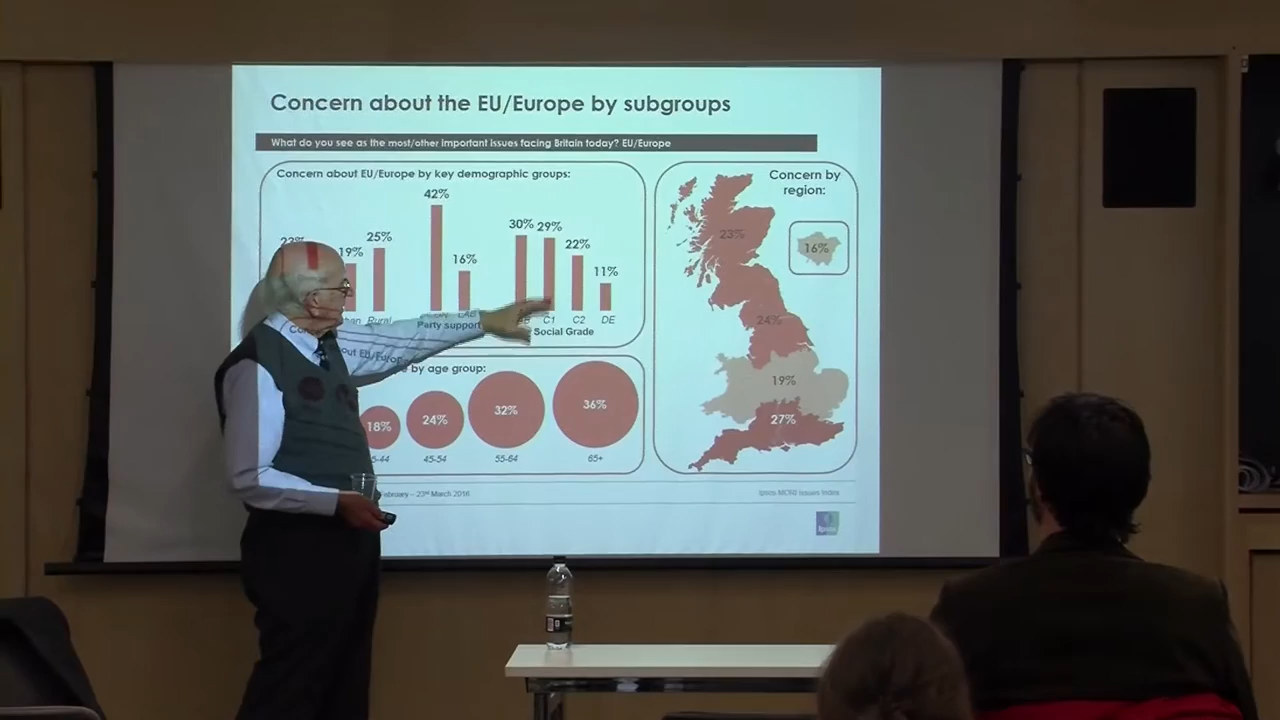 Concern about the EU/Europe by subgroups
What do you see as the most/other important issues facing Britain today? EU/Europe
Concern about EU/Europe by key demographic groups:
42%
30% 29%
25%
19%
16%
22%
11%
Rural
C1 C2 DE
Party support
Social Grade
by age group:
18%
24%
32%
36%
45-54
55-64
65+
Concern by
region:
23%
16%
24%
19%
27%
February – 23rd March 2016
Ipsos MORI Issues Index
Ipsos